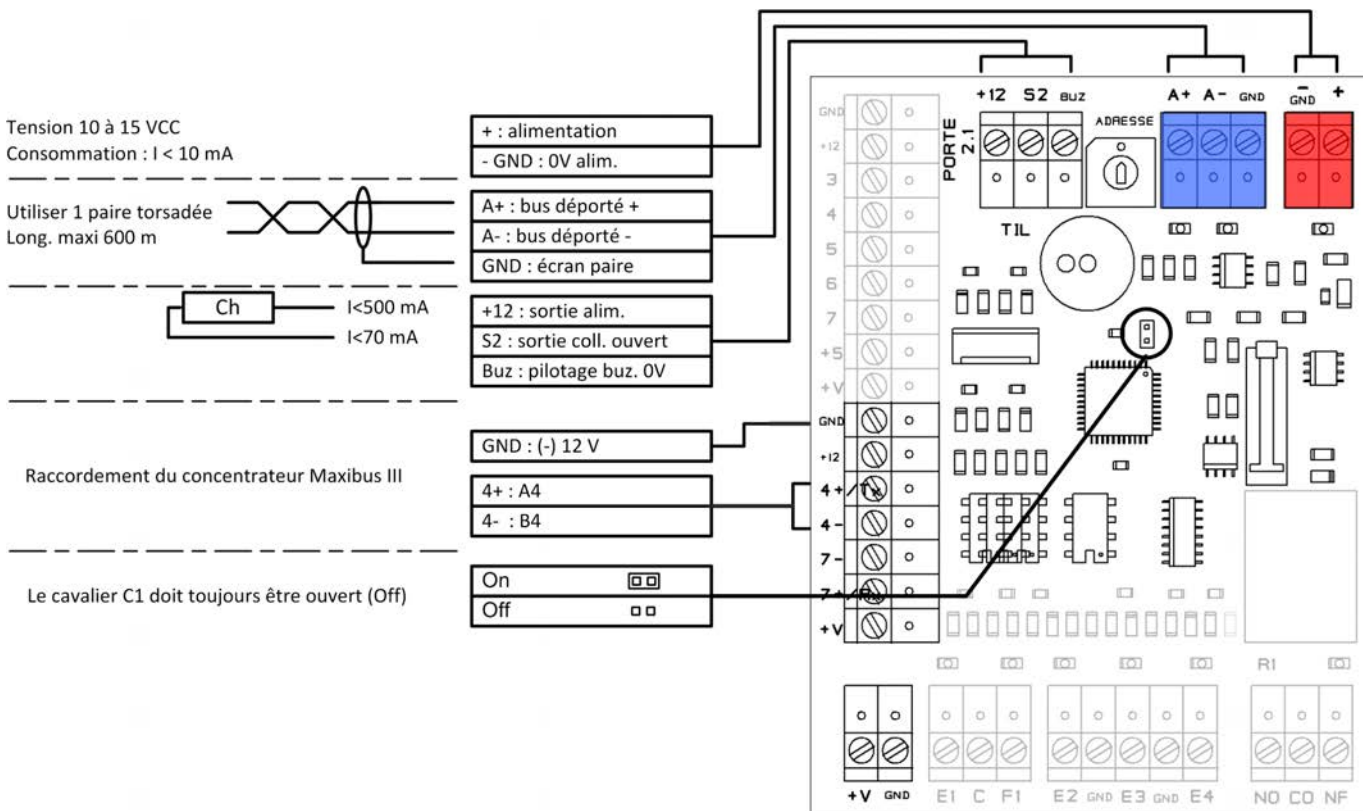 Tension 10 à 15 VCC
Consommation : I < 10 mA
+ : alimentation
- GND : 0V alim.
Utiliser 1 paire torsadée
Long. maxi 600 m
A+ : bus déporté +
A- : bus déporté -
GND : écran paire
Ch
I<500 mA
I<70 mA
+12 : sortie alim.
S2 : sortie coll. ouvert
Buz : pilotage buz. 0V
Raccordement du concentrateur Maxibus III
GND : (-) 12 V
4+ : A4
4- : B4
Le cavalier C1 doit toujours être ouvert (Off)
On
Off
+12 S2 BUZ
A+ A- GND
- +
GND
PORTE 2.1
ADRESSE
TIL
GND
+12
3
4
5
6
7
+5
+V
GND
+12
4+/Tx
4-
7-
7+/Rx
+V
R1
+V GND
E1 C F1
E2 GND E3 GND E4
NO CO NF